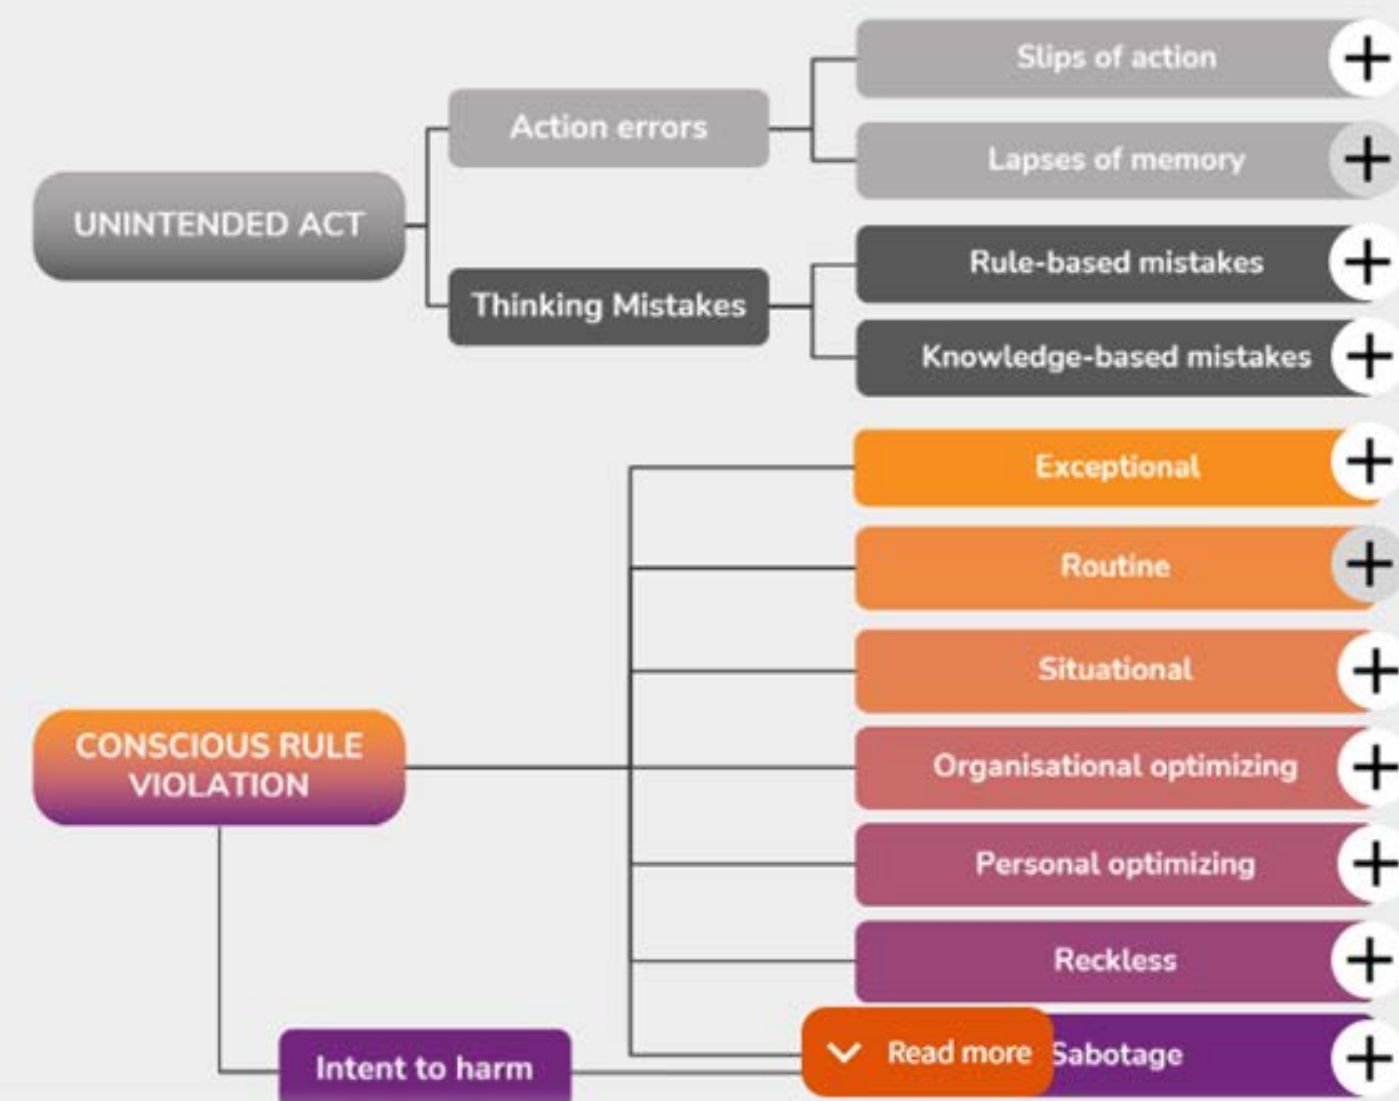 Slips of action
Action errors
Lapses of memory
UNINTENDED ACT
Rule-based mistakes
Thinking Mistakes
Knowledge-based mistakes
Exceptional
Routine
Situational
CONSCIOUS RULE
VIOLATION
Organisational optimizing
Personal optimizing
Reckless
Intent to harm
Read more
Sabotage